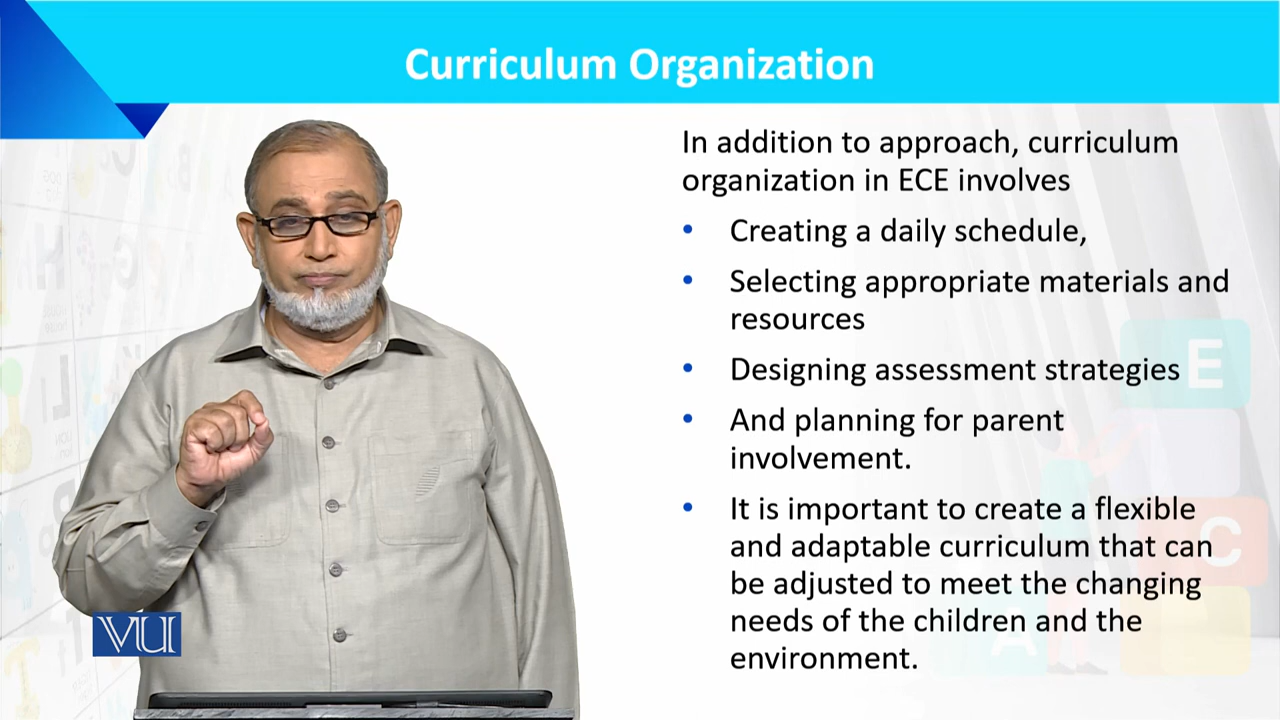 Curriculum Organization
In addition to approach, curriculum
organization in ECE involves
• Creating a daily schedule,
• Selecting appropriate materials and
resources
• Designing assessment strategies
• And planning for parent
involvement.
• It is important to create a flexible
and adaptable curriculum that can
be adjusted to meet the changing
needs of the children and the
environment.
VU
E
C
A